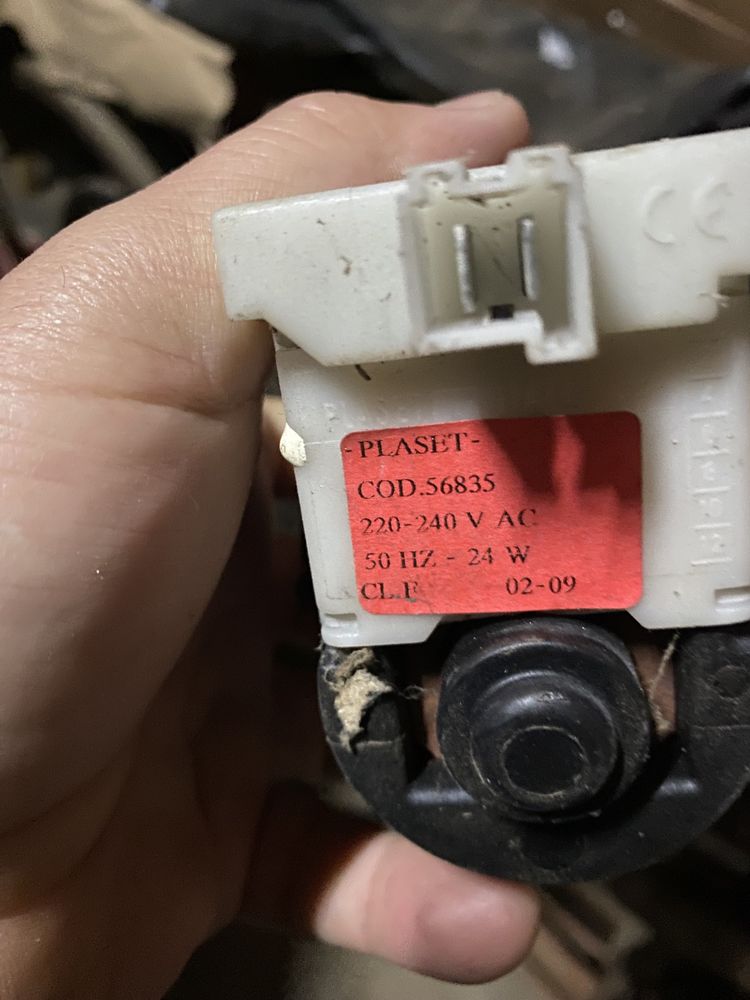 CE
-PLASET-
COD.56835
220-240 V AC
50 HZ - 24 W
CL.F 02-09